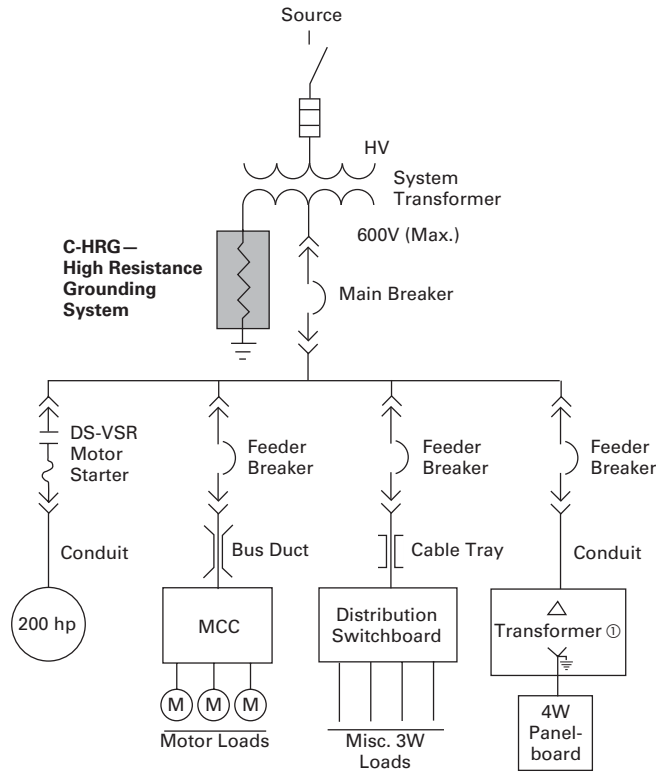 Source
HV
System
Transformer
600V (Max.)
C-HRG—
High Resistance
Grounding
System
Main Breaker
DS-VSR
Motor
Starter
Feeder
Breaker
Feeder
Breaker
Feeder
Breaker
Conduit
Bus Duct
Cable Tray
Conduit
200 hp
MCC
Distribution
Switchboard
Transformer ①
M M M
Motor Loads
Misc. 3W
Loads
4W
Panel-
board